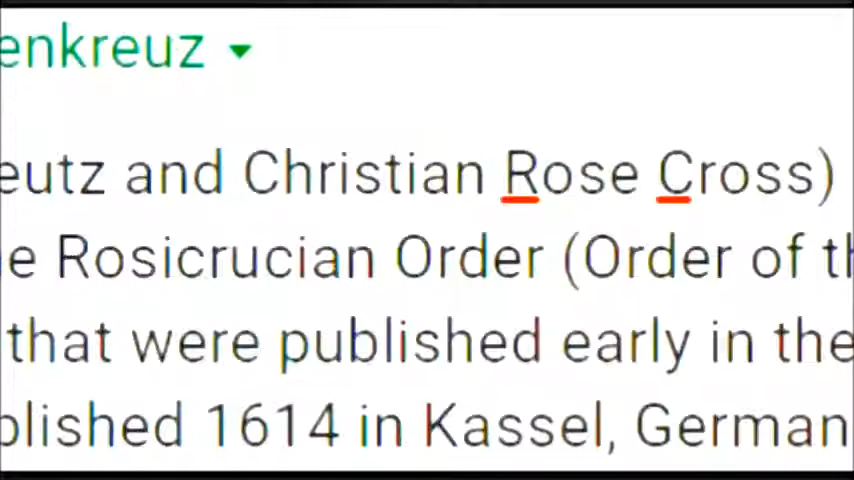 enkreuz
eutz and Christian Rose Cross)
e Rosicrucian Order (Order of th
that were published early in the
blished 1614 in Kassel, German